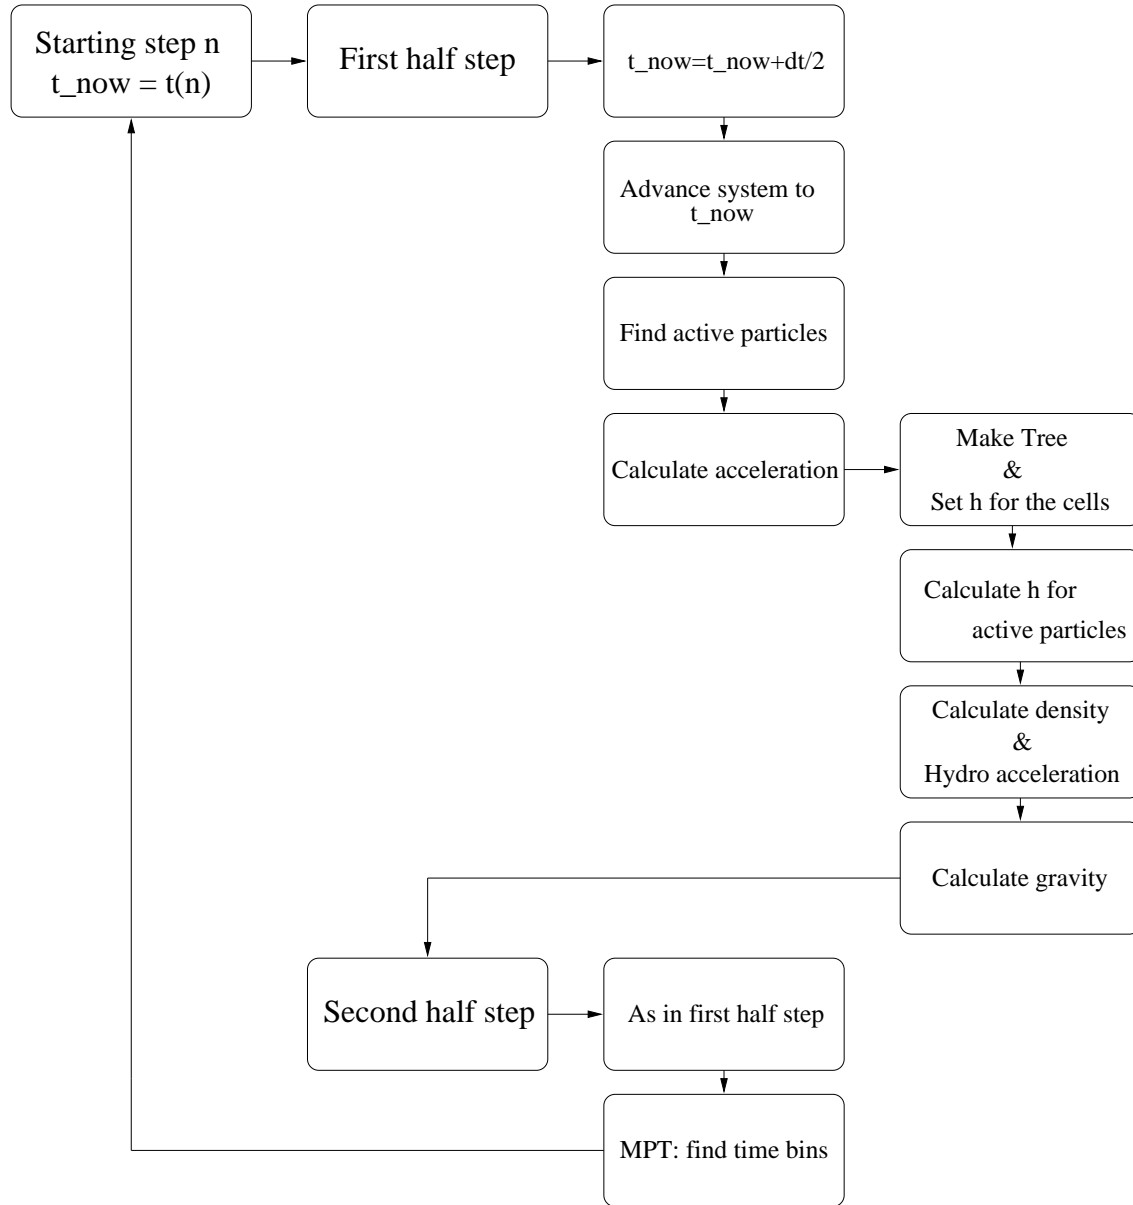 Starting step n
t_now = t(n)
First half step
t_now=t_now+dt/2
Advance system to
t_now
Find active particles
Calculate acceleration
Make Tree
&
Set h for the cells
Calculate h for
active particles
Calculate density
&
Hydro acceleration
Calculate gravity
Second half step
As in first half step
MPT: find time bins